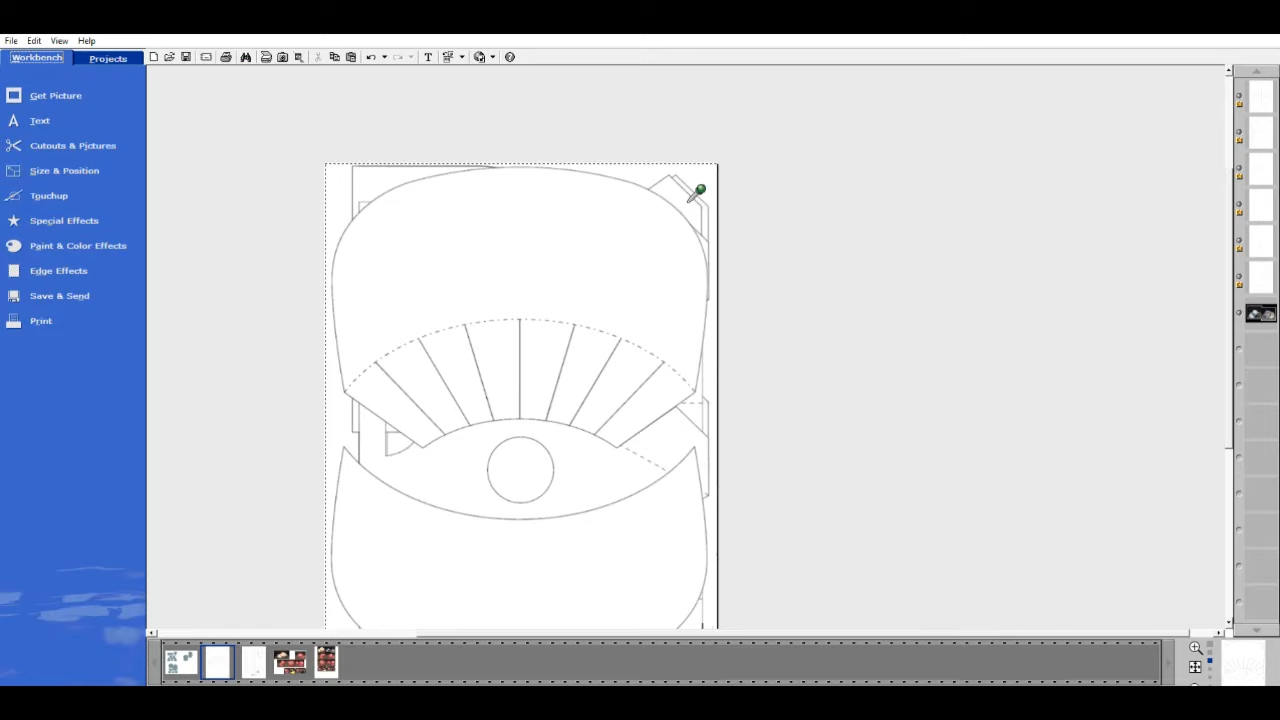 File Edit View Help
Workbench Projects
Get Picture
Text
Cutouts & Pictures
Size & Position
Touchup
Special Effects
Paint & Color Effects
Edge Effects
Save & Send
Print